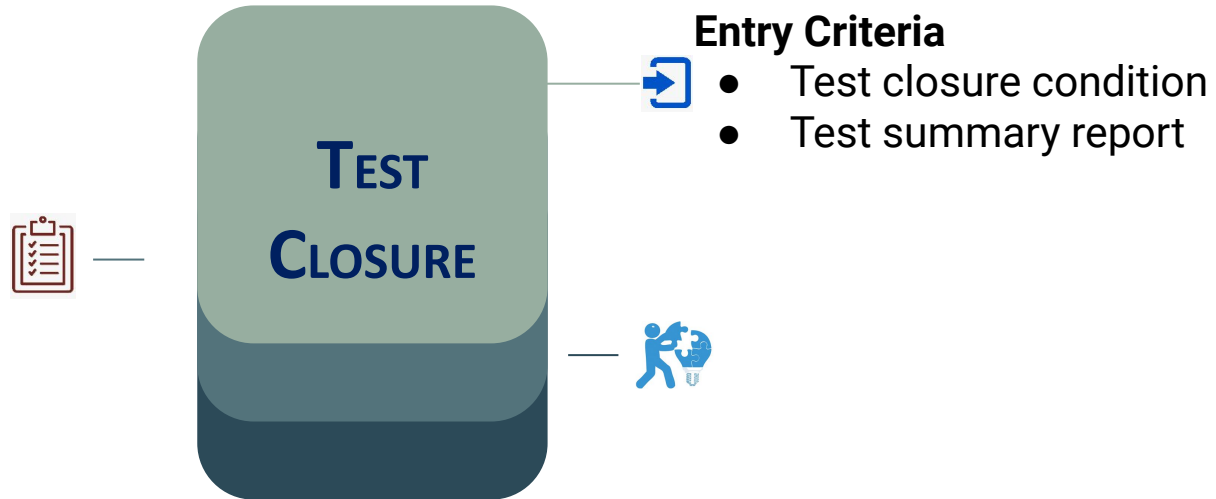 Entry Criteria
● Test closure condition
● Test summary report
TEST
CLOSURE